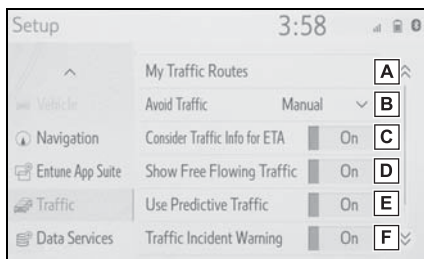 Setup 3:58
My Traffic Routes A
Vehicle Avoid Traffic Manual B
Navigation Consider Traffic Info for ETA On C
Entune App Suite Show Free Flowing Traffic On D
Traffic Use Predictive Traffic On E
Data Services Traffic Incident Warning On F